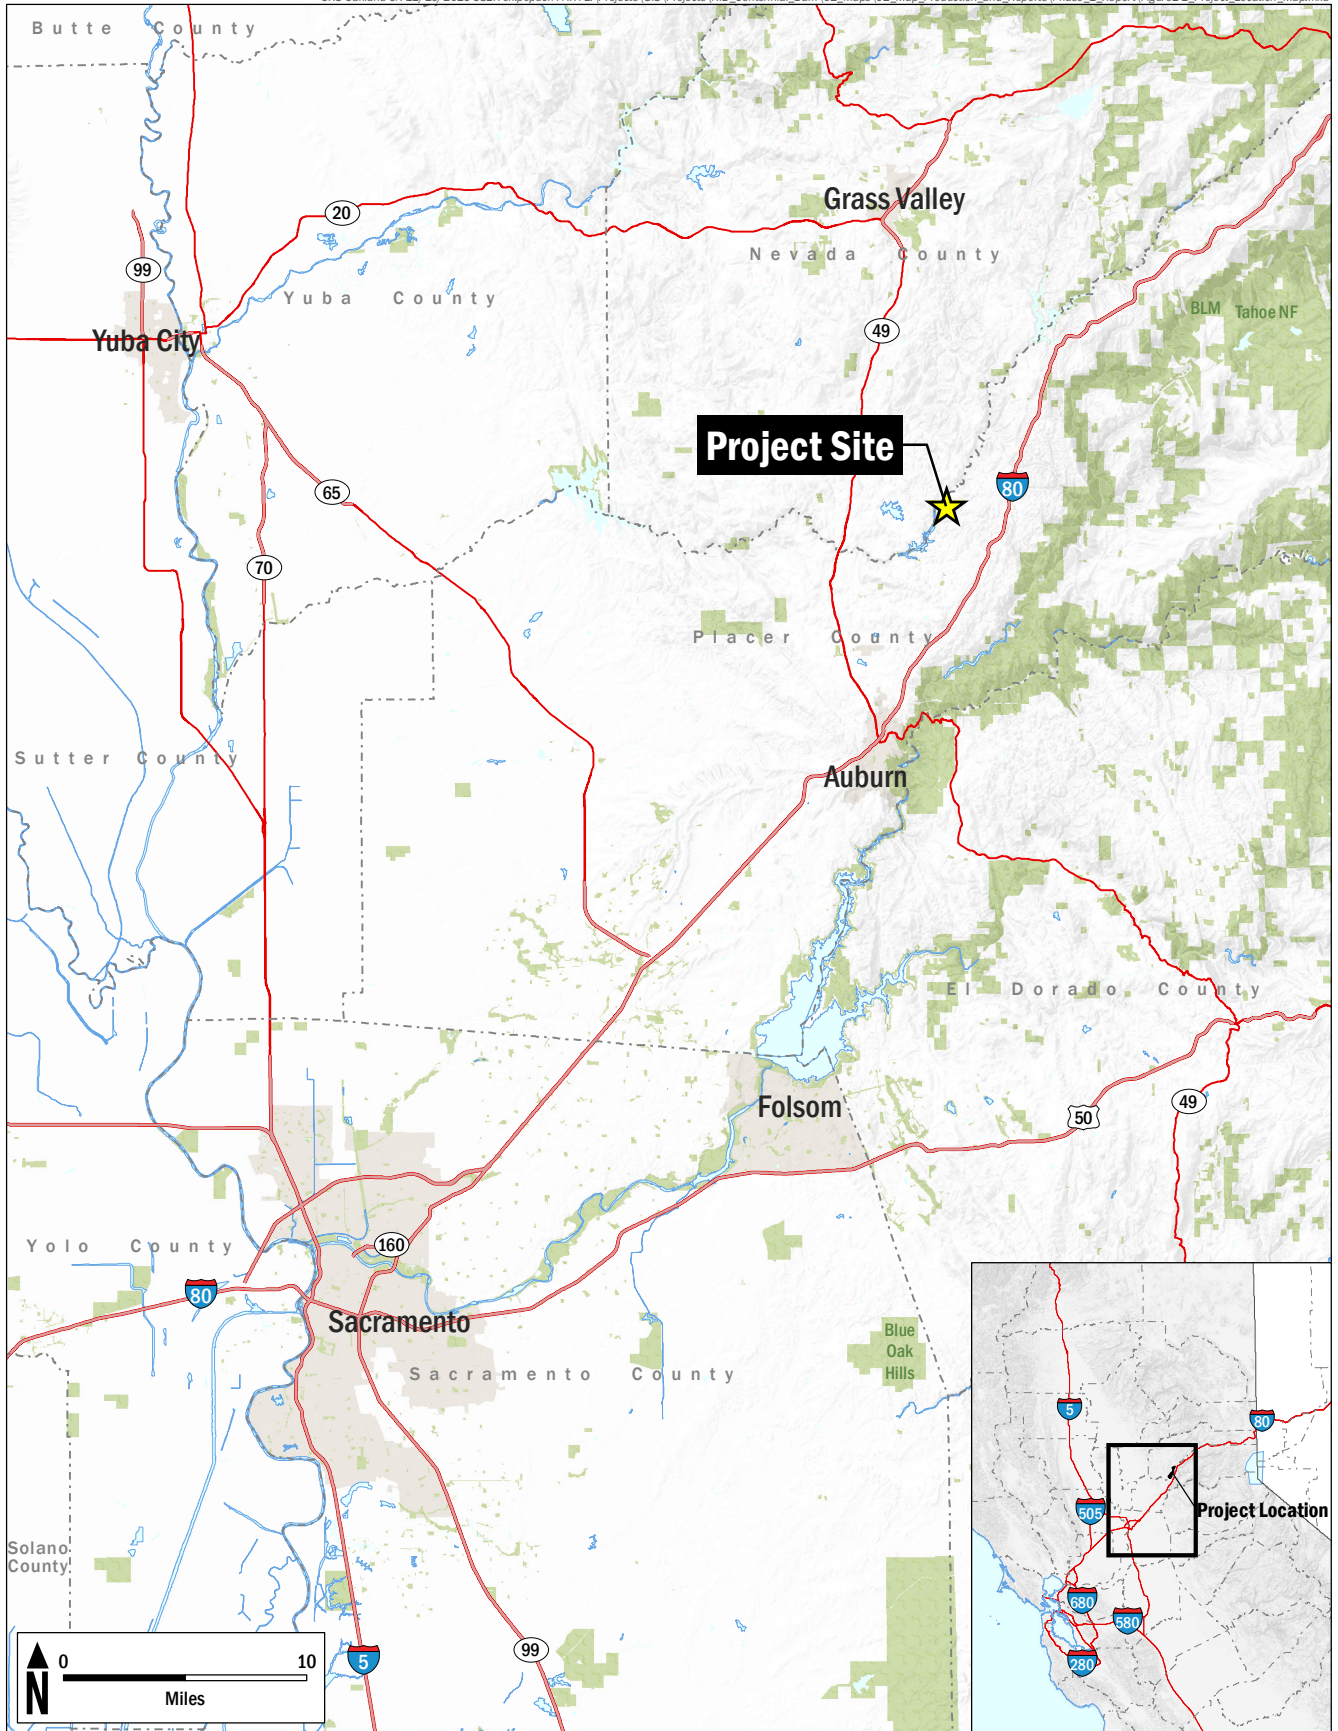 Butte County
Grass Valley
20
Nevada County
99
Yuba County
BLM Tahoe NF
49
Yuba City
Project Site
65
80
70
Placer County
Sutter County
Auburn
El Dorado County
Folsom
50
49
Yolo County
160
80
Sacramento
Blue
Oak
Hills
Sacramento County
5
80
505
Project Location
Solano
County
680
580
280
99
5
0 10
Miles
N